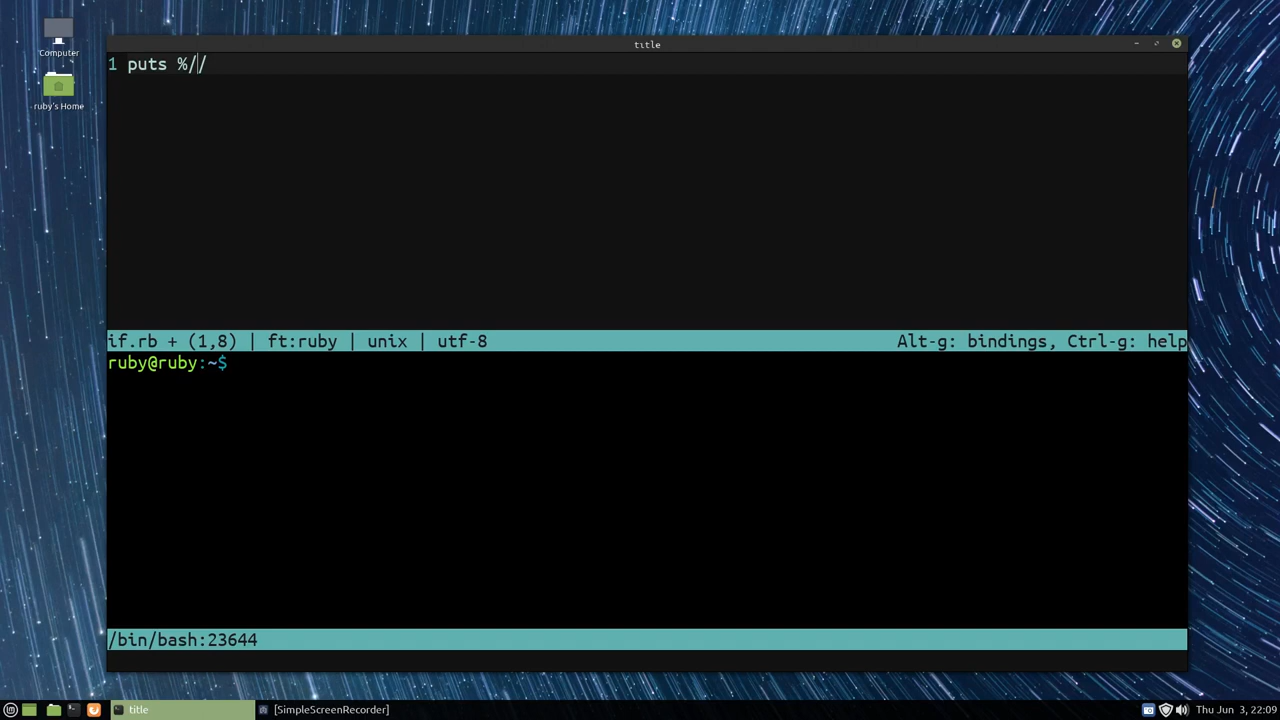 Computer
ruby's Home
title
1 puts %//
if.rb + (1,8) | ft:ruby | unix | utf-8
Alt-g: bindings, Ctrl-g: help
ruby@ruby:~$
/bin/bash:23644
title
[SimpleScreenRecorder]
Thu Jun  3, 22:09